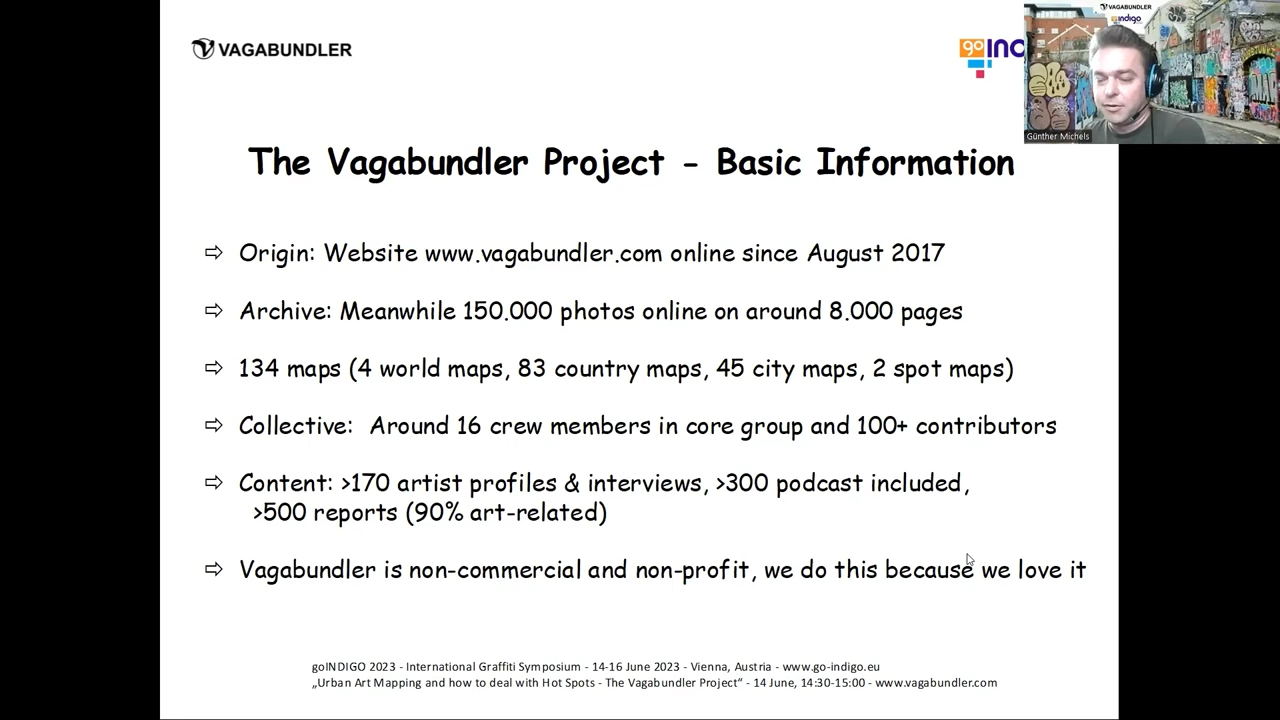 VAGABUNDLER
goIND
VAGABUNDLER
indigo
Günther Michels
The Vagabundler Project - Basic Information
⇨ Origin: Website www.vagabundler.com online since August 2017
⇨ Archive: Meanwhile 150.000 photos online on around 8.000 pages
⇨ 134 maps (4 world maps, 83 country maps, 45 city maps, 2 spot maps)
⇨ Collective:  Around 16 crew members in core group and 100+ contributors
⇨ Content: >170 artist profiles & interviews, >300 podcast included,
>500 reports (90% art-related)
⇨ Vagabundler is non-commercial and non-profit, we do this because we love it
goINDIGO 2023 - International Graffiti Symposium - 14-16 June 2023 - Vienna, Austria - www.go-indigo.eu
„Urban Art Mapping and how to deal with Hot Spots - The Vagabundler Project“ - 14 June, 14:30-15:00 - www.vagabundler.com